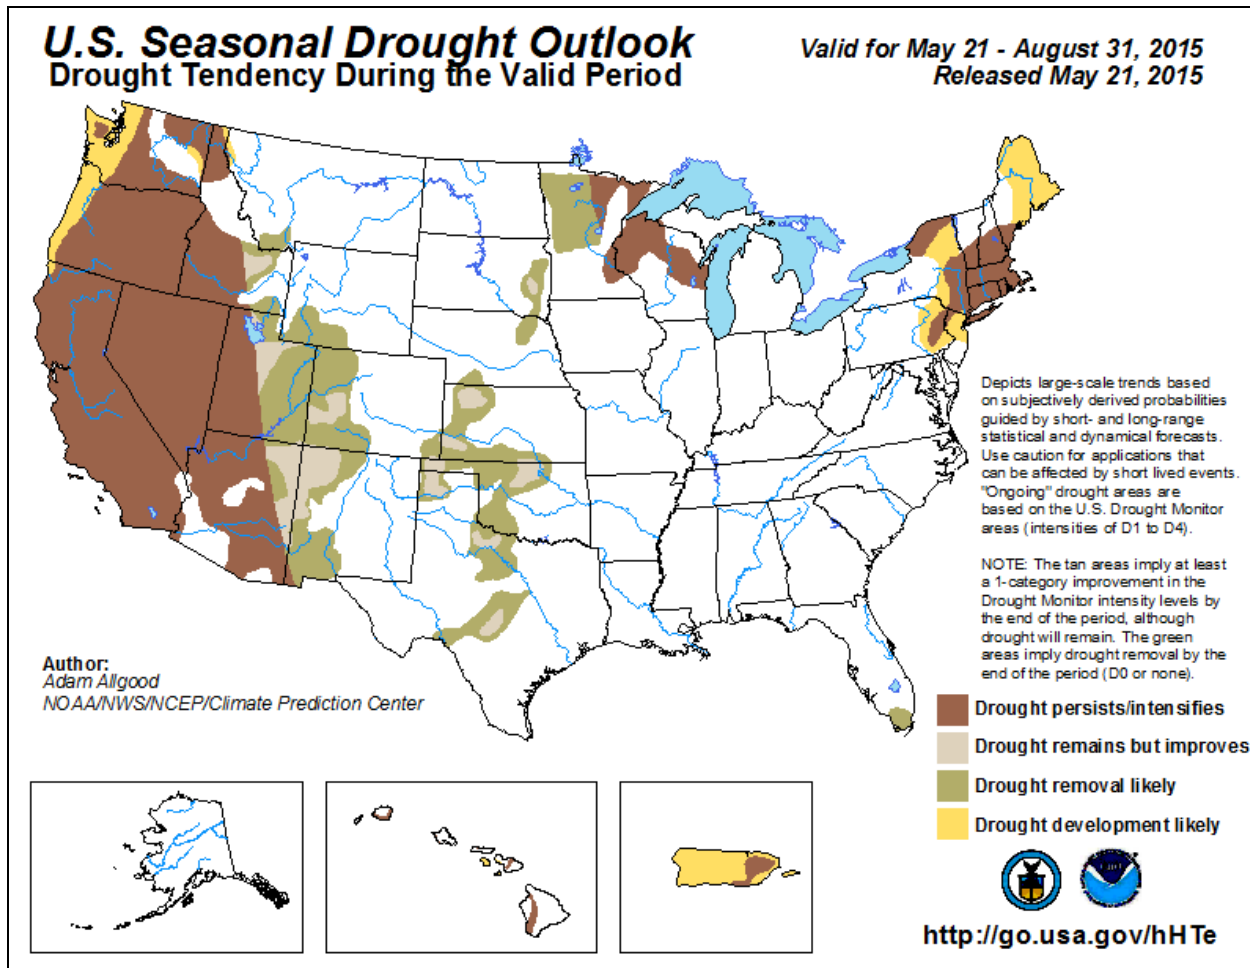 U.S. Seasonal Drought Outlook
Drought Tendency During the Valid Period
Valid for May 21 - August 31, 2015
Released May 21, 2015
Depicts large-scale trends based
on subjectively derived probabilities
guided by short- and long-range
statistical and dynamical forecasts.
Use caution for applications that
can be affected by short lived events.
"Ongoing" drought areas are
based on the U.S. Drought Monitor
areas (intensities of D1 to D4).
NOTE: The tan areas imply at least
a 1-category improvement in the
Drought Monitor intensity levels by
the end of the period, although
drought will remain. The green
areas imply drought removal by the
end of the period (D0 or none).
Author:
Adam Allgood
NOAA/NWS/NCEP/Climate Prediction Center
Drought persists/intensifies
Drought remains but improves
Drought removal likely
Drought development likely
http://go.usa.gov/hHTe